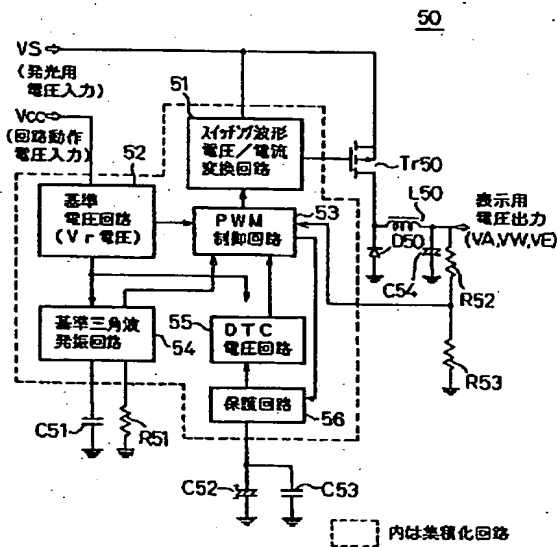 50
VS
(発光用
電圧入力)
Vcc
(回路動作
電圧入力)
52
51
スイッチング波形
電圧/電流
変換回路
Tr50
基準
電圧回路
(Vr電圧)
PWM
制御回路
53
L50
表示用
電圧出力
(VA,VW,VE)
D50
C54
R52
基準三角波
発振回路
54
55
DTC
電圧回路
R53
保護回路
56
C51
R51
C52
C53
内は集積化回路